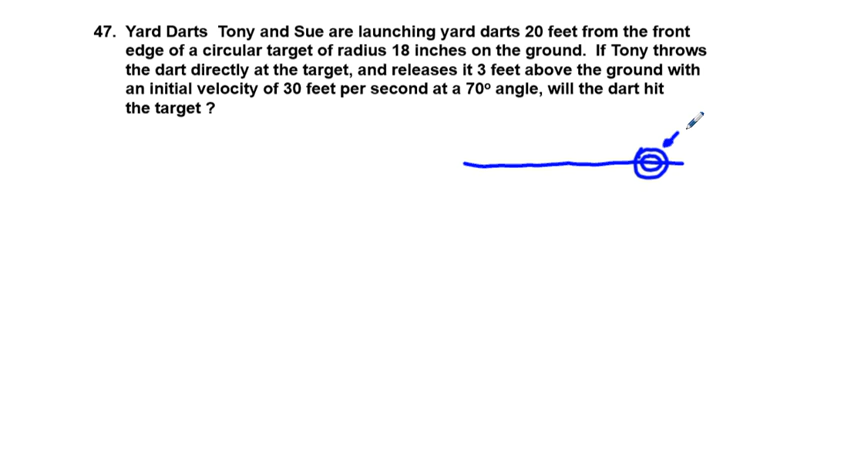 47. Yard Darts Tony and Sue are launching yard darts 20 feet from the front
edge of a circular target of radius 18 inches on the ground. If Tony throws
the dart directly at the target, and releases it 3 feet above the ground with
an initial velocity of 30 feet per second at a 70º angle, will the dart hit
the target ?